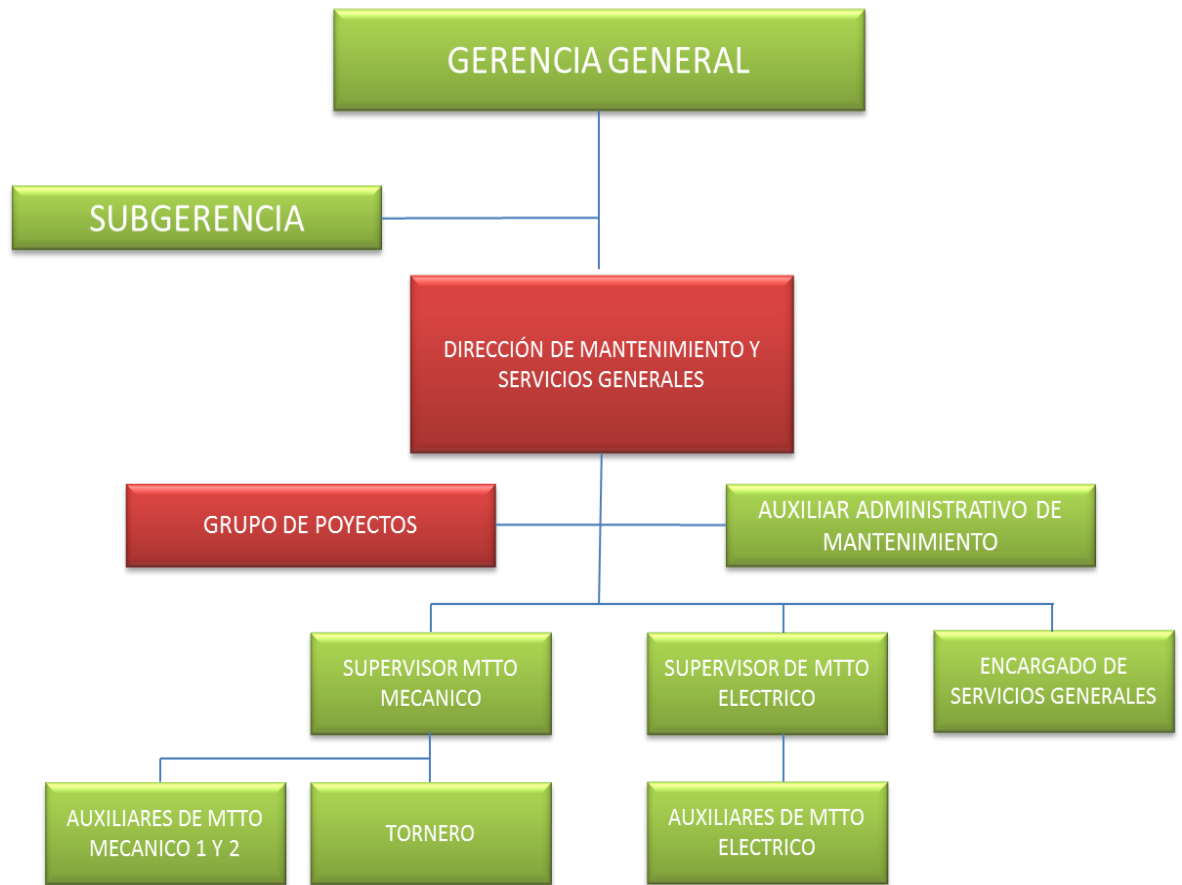 GERENCIA GENERAL
SUBGERENCIA
DIRECCIÓN DE MANTENIMIENTO Y
SERVICIOS GENERALES
GRUPO DE POYECTOS
AUXILIAR ADMINISTRATIVO DE
MANTENIMIENTO
SUPERVISOR MTTO
MECANICO
SUPERVISOR DE MTTO
ELECTRICO
ENCARGADO DE
SERVICIOS GENERALES
AUXILIARES DE MTTO
MECANICO 1 Y 2
TORNERO
AUXILIARES DE MTTO
ELECTRICO